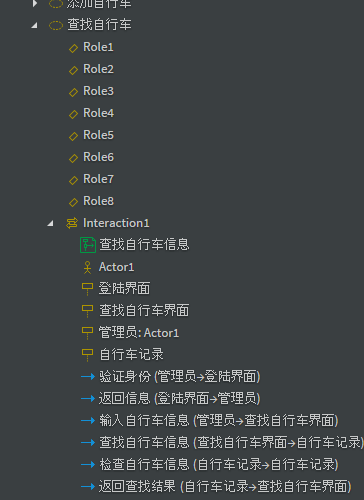 添加自行车
查找自行车
Role1
Role2
Role3
Role4
Role5
Role6
Role7
Role8
Interaction1
查找自行车信息
Actor1
登陆界面
查找自行车界面
管理员: Actor1
自行车记录
验证身份 (管理员→登陆界面)
返回信息 (登陆界面→管理员)
输入自行车信息 (管理员→查找自行车界面)
查找自行车信息 (查找自行车界面→自行车记录)
检查自行车信息 (自行车记录→自行车记录)
返回查找结果 (自行车记录→查找自行车界面)